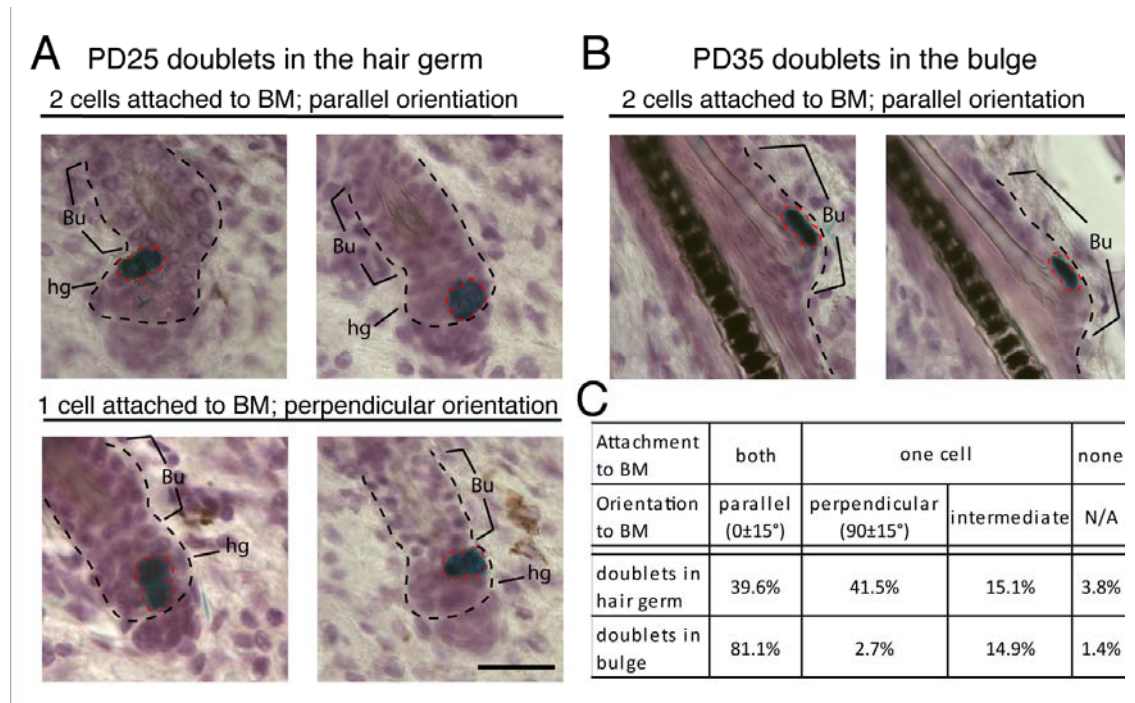 A PD25 doublets in the hair germ
2 cells attached to BM; parallel orientiation
Bu
hg
Bu
hg
1 cell attached to BM; perpendicular orientation
Bu
hg
Bu
hg
B PD35 doublets in the bulge
2 cells attached to BM; parallel orientation
Bu
Bu
C
Attachment to BM both one cell none
Orientation to BM parallel (0±15°) perpendicular (90±15°) intermediate N/A
doublets in hair germ 39.6% 41.5% 15.1% 3.8%
doublets in bulge 81.1% 2.7% 14.9% 1.4%